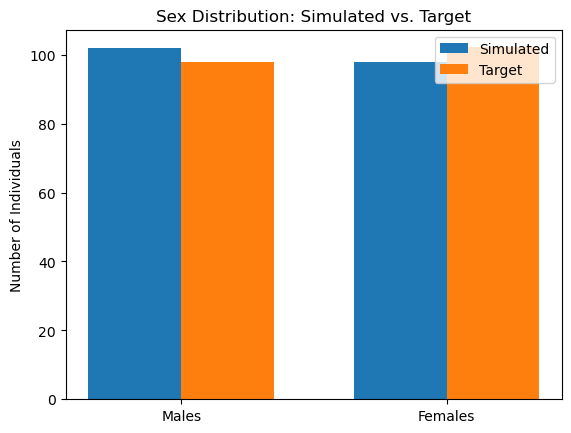 Sex Distribution: Simulated vs. Target
Simulated
Target
100
80
60
40
20
0
Number of Individuals
Males
Females